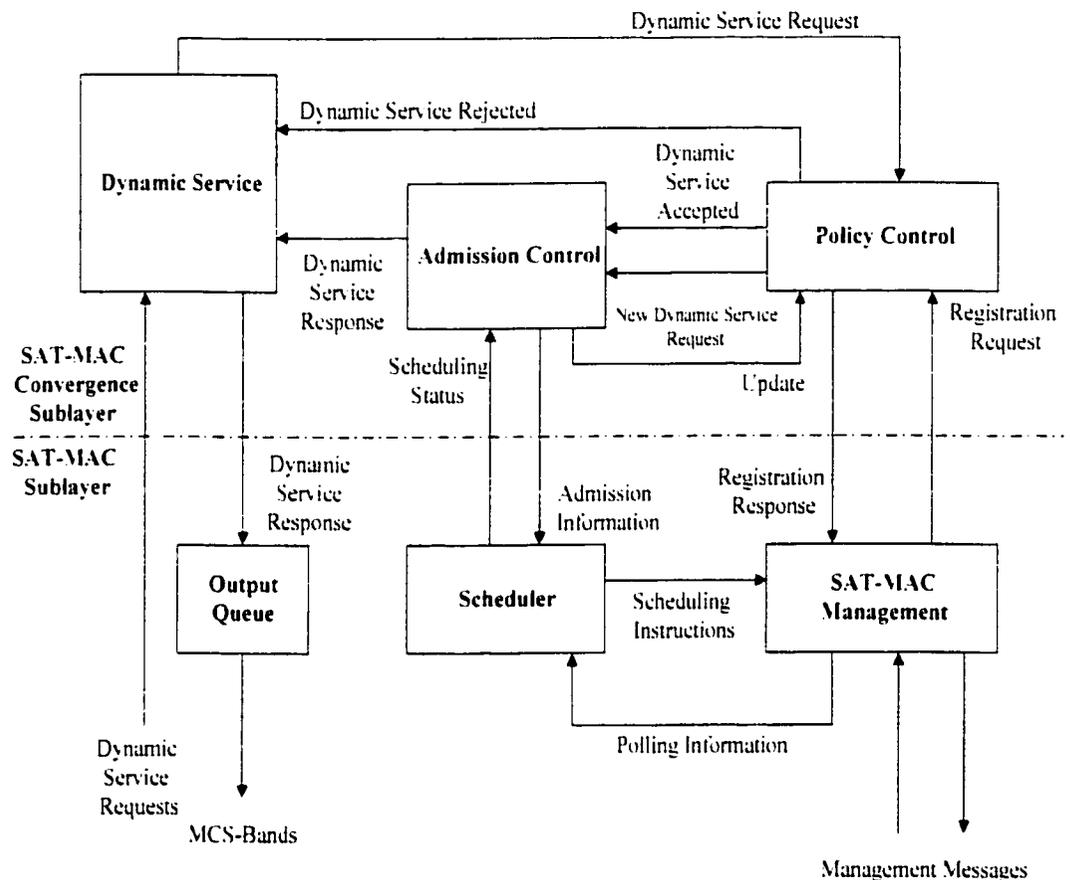 Dynamic Service Request
Dynamic Service Rejected
Dynamic
Service
Accepted
Dynamic Service
Admission Control
Policy Control
Dynamic
Service
Response
New Dynamic Service
Request
Registration
Request
SAT-MAC
Convergence
Sublayer
Scheduling
Status
Update
SAT-MAC
Sublayer
Dynamic
Service
Response
Admission
Information
Registration
Response
Output
Queue
Scheduler
Scheduling
Instructions
SAT-MAC
Management
Polling Information
Dynamic
Service
Requests
MCS-Bands
Management Messages